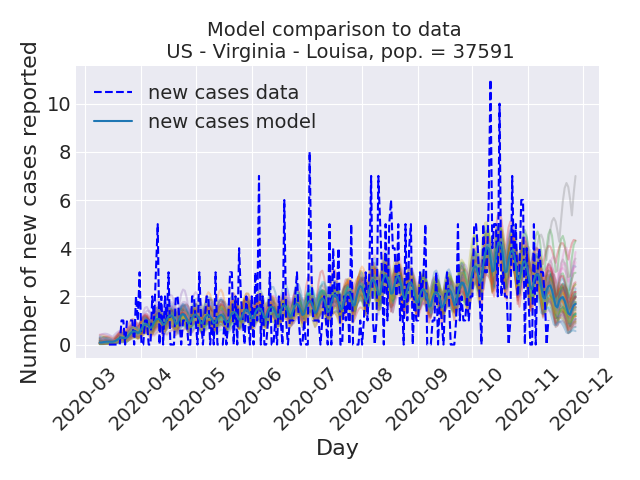 Model comparison to data
US - Virginia - Louisa, pop. = 37591
Number of new cases reported
10
8
6
4
2
0
new cases data
new cases model
2020-03
2020-04
2020-05
2020-06
2020-07
2020-08
2020-09
2020-10
2020-11
2020-12
Day